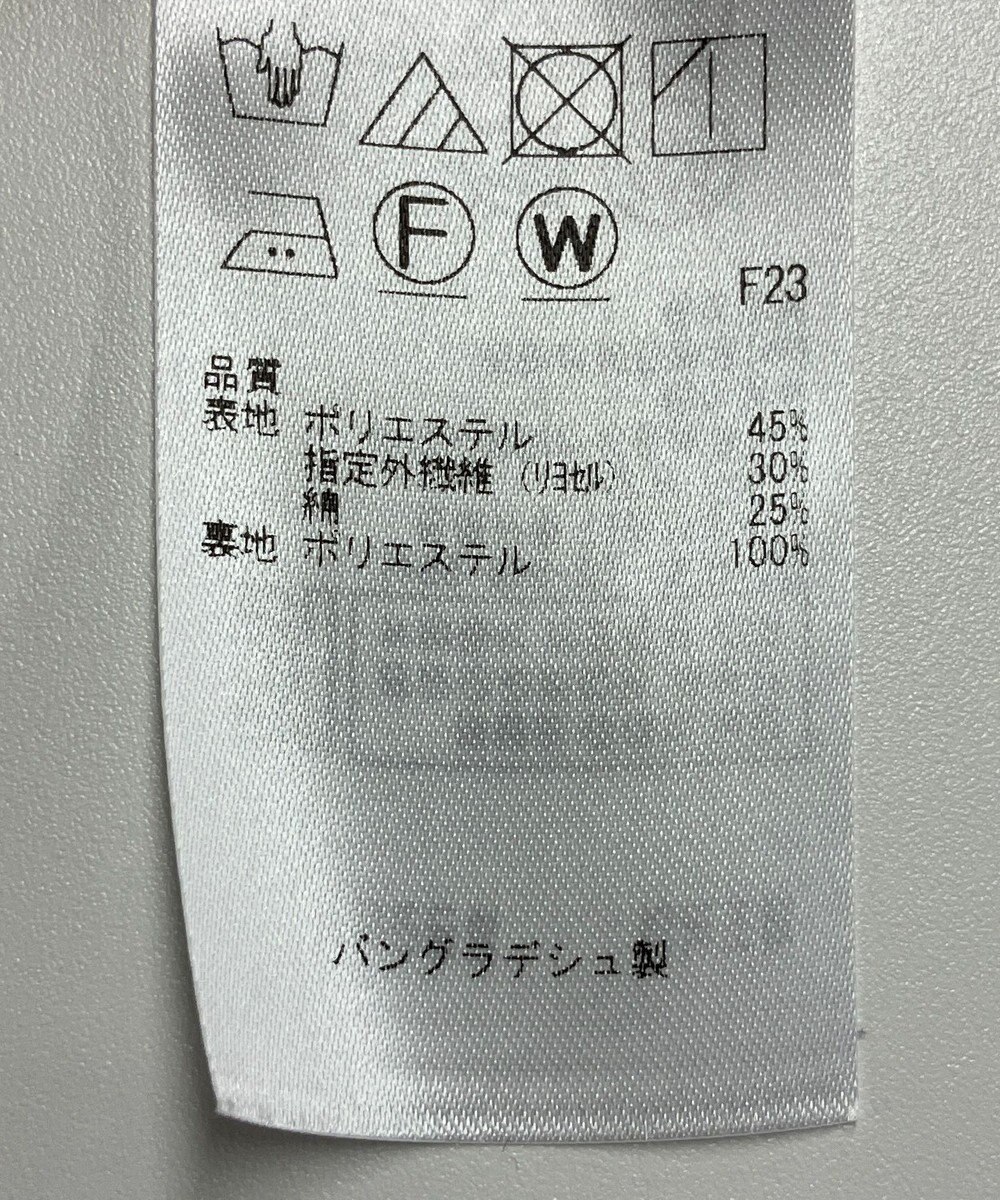 F W
F23
品質
表地 ポリエステル 45%
指定外繊維 (リヨセル) 30%
綿 25%
裏地 ポリエステル 100%
バングラデシュ製